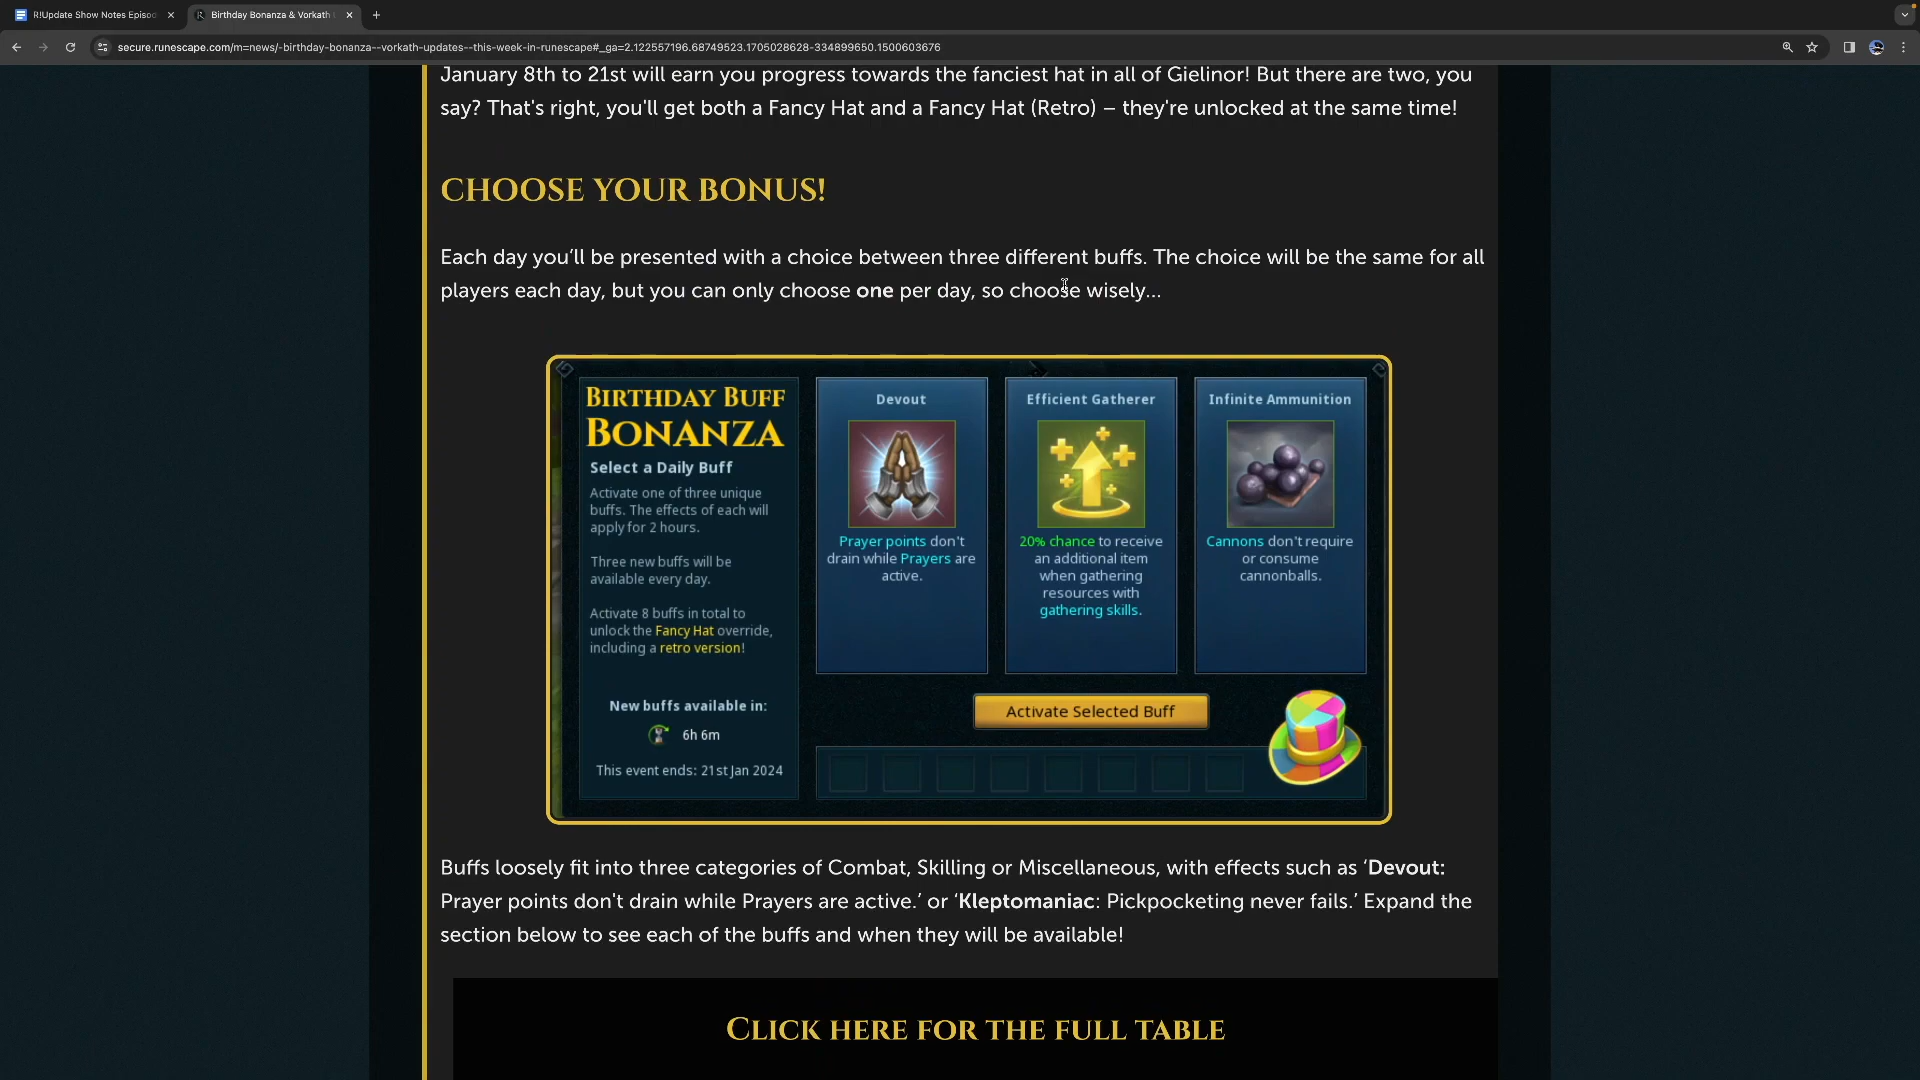 R!Update Show Notes Episod
Birthday Bonanza & Vorkath U
secure.runescape.com/m=news/-birthday-bonanza--vorkath-updates--this-week-in-runescape#_ga=2.122557196.68749523.1705028628-334899650.1500603676
January 8th to 21st will earn you progress towards the fanciest hat in all of Gielinor! But there are two, you
say? That's right, you'll get both a Fancy Hat and a Fancy Hat (Retro) – they're unlocked at the same time!
CHOOSE YOUR BONUS!
Each day you’ll be presented with a choice between three different buffs. The choice will be the same for all
players each day, but you can only choose one per day, so choose wisely…
BIRTHDAY BUFF
BONANZA
Select a Daily Buff
Activate one of three unique
buffs. The effects of each will
apply for 2 hours.
Three new buffs will be
available every day.
Activate 8 buffs in total to
unlock the Fancy Hat override,
including a retro version!
New buffs available in:
6h 6m
This event ends: 21st Jan 2024
Devout
Prayer points don't
drain while Prayers are
active.
Efficient Gatherer
20% chance to receive
an additional item
when gathering
resources with
gathering skills.
Infinite Ammunition
Cannons don't require
or consume
cannonballs.
Activate Selected Buff
Buffs loosely fit into three categories of Combat, Skilling or Miscellaneous, with effects such as ‘Devout:
Prayer points don't drain while Prayers are active.’ or ‘Kleptomaniac: Pickpocketing never fails.’ Expand the
section below to see each of the buffs and when they will be available!
CLICK HERE FOR THE FULL TABLE